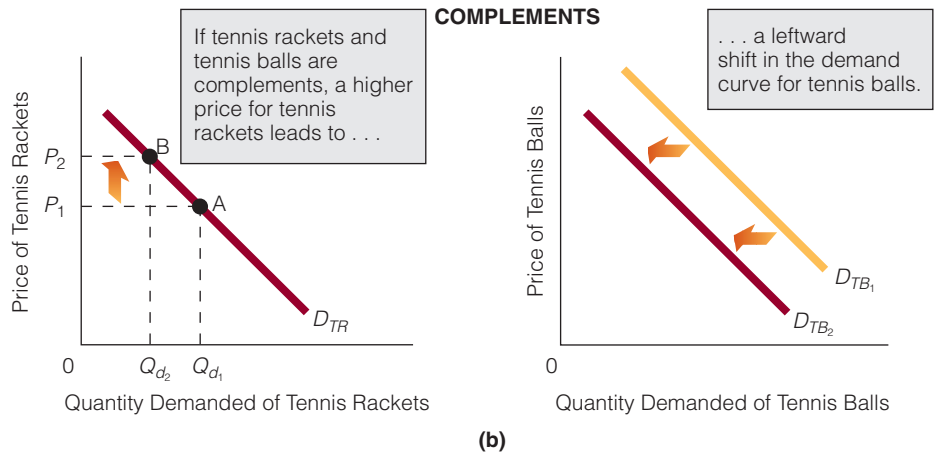 COMPLEMENTS
If tennis rackets and
tennis balls are
complements, a higher
price for tennis
rackets leads to . . .
Price of Tennis Rackets
P2
P1
B
A
DTR
0
Qd2
Qd1
Quantity Demanded of Tennis Rackets
. . . a leftward
shift in the demand
curve for tennis balls.
Price of Tennis Balls
DTB1
DTB2
0
Quantity Demanded of Tennis Balls
(b)